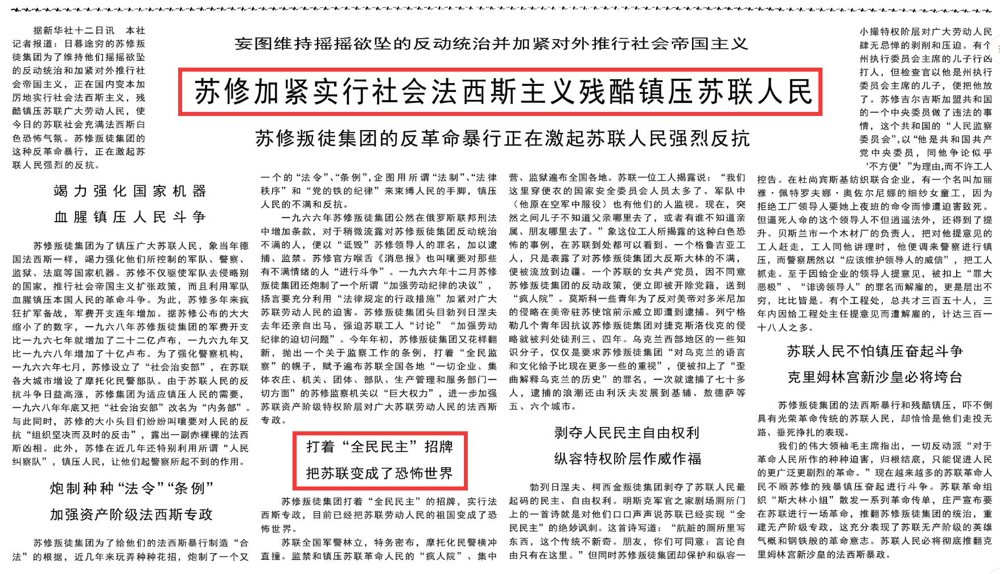 据新华社十二日讯　本社
记者报道：日暮途穷的苏修叛
徒集团为了维持他们摇摇欲坠
的反动统治和加紧对外推行社
会帝国主义，正在国内变本加
厉地实行社会法西斯主义，残
酷镇压苏联广大劳动人民，使
今日的苏联社会充满法西斯白
色恐怖气氛。苏修叛徒集团的
这种反革命暴行，正在激起苏
联人民强烈的反抗。
妄图维持摇摇欲坠的反动统治并加紧对外推行社会帝国主义
苏修加紧实行社会法西斯主义残酷镇压苏联人民
苏修叛徒集团的反革命暴行正在激起苏联人民强烈反抗
竭力强化国家机器
血腥镇压人民斗争
苏修叛徒集团为了镇压广大苏联人民，象当年德
国法西斯一样，竭力强化他们所控制的军队、警察、
监狱、法庭等国家机器。苏修不仅驱使军队去侵略别
的国家，推行社会帝国主义扩张政策，而且利用军队
血腥镇压本国人民的革命斗争。为此，苏修多年来疯
狂扩军备战，军费开支连年增加。据苏修公布的大大
缩小了的数字，一九六八年苏修叛徒集团的军费开支
比一九六七年就增加了二十二亿卢布，一九六九年又
比一九六八年增加了十亿卢布。为了强化警察机构，
一九六六年七月，苏修设立了“社会治安部”，在苏联
各大城市增设了摩托化民警部队。由于苏联人民的反
抗斗争日益高涨，苏修集团为适应镇压人民的需要，
一九六八年年底又把“社会治安部”改名为“内务部”。
与此同时，苏修的大小头目们纷纷叫嚷要对人民的反
抗“组织坚决而及时的反击”，露出一副赤裸裸的法西
斯凶相。此外，苏修在近几年还特别利用所谓“人民
纠察队”，镇压人民，让他们起警察所起不到的作用。
炮制种种“法令”“条例”
加强资产阶级法西斯专政
苏修叛徒集团为了给他们的法西斯暴行制造“合
法”的根据，近几年来玩弄种种花招，炮制了一个又
一个的“法令”、“条例”，企图用所谓“法制”、“法律
秩序”和“党的铁的纪律”来束缚人民的手脚，镇压
人民的不满和反抗。
一九六六年苏修叛徒集团公然在俄罗斯联邦刑法
中增加条款，对于稍微流露对苏修叛徒集团反动统治
不满的人，便以“诋毁”苏修领导人的罪名，加以逮
捕、监禁。苏修官方喉舌《消息报》也叫嚷要对那些
有不满情绪的人“进行斗争”。一九六六年十二月苏修
叛徒集团还炮制了一个所谓“加强劳动纪律的决议”，
扬言要充分利用“法律规定的行政措施”加紧对广大
苏联劳动人民的迫害。苏修叛徒集团头目勃列日涅夫
去年还亲自出马，强迫苏联工人“讨论”“加强劳动
纪律的迫切问题”。今年年初，苏修叛徒集团又花样翻
新，抛出一个关于监察工作的条例，打着“全民监
察”的幌子，赋予遍布苏联全国各地“一切企业、集
体农庄、机关、团体、部队、生产管理和服务部门一
切方面”的苏修监察机关以“巨大权力”，进一步加强
苏联资产阶级特权阶层对广大苏联劳动人民的法西斯
专政。
打着“全民民主”招牌
把苏联变成了恐怖世界
苏修叛徒集团打着“全民民主”的招牌，实行法
西斯专政，目前已经把苏联劳动人民的祖国变成了恐
怖世界。
苏联全国军警林立，特务密布，摩托化民警横冲
直撞。监禁和镇压苏联革命人民的“疯人院”、集中
营、监狱遍布全国各地。苏联一位工人揭露说：“我们
这里穿便衣的国家安全委员会人员太多了。军队中
（他原在空军中服役）也有他们的人监视。现在，突
然之间儿子不知道父亲哪里去了，或者有谁不知道亲
属、朋友哪里去了。”象这位工人所揭露的这种白色恐
怖的事例，在苏联到处都可以看到。一个格鲁吉亚工
人，只是表露了对苏修叛徒集团大反斯大林的不满，
便被流放到边疆。一个苏联的女共产党员，因不同意
苏修叛徒集团的反动政策，便立即被开除党籍，送到
“疯人院”。莫斯科一些青年为了反对美帝对多米尼加
的侵略在美帝驻苏使馆前示威立即遭到逮捕。列宁格
勒几个青年因抗议苏修叛徒集团对捷克斯洛伐克的侵
略就被判处徒刑三、四年。乌克兰西部地区的一些知
识分子，仅仅是要求苏修叛徒集团“对乌克兰的语言
和文化给予比现在更多一些的重视”，便被扣上了“歪
曲解释乌克兰的历史”的罪名，一次就逮捕了七十多
人，逮捕的浪潮还由利沃夫发展到基辅、敖德萨等
五、六个城市。
剥夺人民民主自由权利
纵容特权阶层作威作福
勃列日涅夫、柯西金叛徒集团剥夺了苏联人民最
起码的民主、自由权利。明斯克军官之家剧场厕所门
上的一首诗就是对他们口口声声说苏联已经实现“全
民民主”的绝妙讽刺。这首诗写道：“肮脏的厕所里写
东西，这个传统不新奇。朋友，你们可同意：言论自
由只有在这里。”但同时苏修叛徒集团却保护和纵容一
小撮特权阶层对广大劳动人民
肆无忌惮的剥削和压迫。有个
州执行委员会主席的儿子行凶
打人，但检查官以他是州执行
委员会主席的儿子，便把他放
了。苏修吉尔吉斯加盟共和国
的一个中央委员做了违法的事
情，这个共和国的“人民监察
委员会”，以“他是共和国共产
党中央委员，同他争论似乎
‘不方便’”为理由，而不许工人
控告。在杜尚宾斯基纺织联合企业，有一个名叫加丽
雅·佩特罗夫娜·奥佐尔尼娜的细纱女童工，因为
拒绝工厂领导人要她上夜班的命令而惨遭迫害致死。
但逼死人命的这个领导人不但逍遥法外，还得到了提
升。贝斯兰市一个木材厂的负责人，把对他提意见的
工人赶走，工人同他讲理时，他便调来警察进行镇
压，而警察居然以“应该维护领导人的威信”，把工人
抓走。至于因给企业的领导人提意见，被扣上“罪大
恶极”、“诽谤领导人”的罪名而解雇的，更是层出不
穷，比比皆是。有个工程处，总共才三百五十人，三
年内因给工程处主任提意见而遭解雇的，计达三百一
十八人之多。
苏联人民不怕镇压奋起斗争
克里姆林宫新沙皇必将垮台
苏修叛徒集团的法西斯暴行和残酷镇压，吓不倒
具有光荣革命传统的苏联人民，却恰恰是他们走投无
路、垂死挣扎的表现。
我们的伟大领袖毛主席指出，一切反动派“对于
革命人民所作的种种迫害，归根结底，只能促进人民
的更广泛更剧烈的革命。”现在越来越多的苏联革命人
民不顾苏修的残暴镇压奋起进行斗争。苏联革命组
织“斯大林小组”散发一系列革命传单，庄严宣布要
在苏联进行一场革命，推翻苏修叛徒集团的统治，重
建无产阶级专政，这充分表现了苏联无产阶级的英雄
气概和钢铁般的革命意志。苏联人民必将彻底推翻克
里姆林宫新沙皇的法西斯暴政。